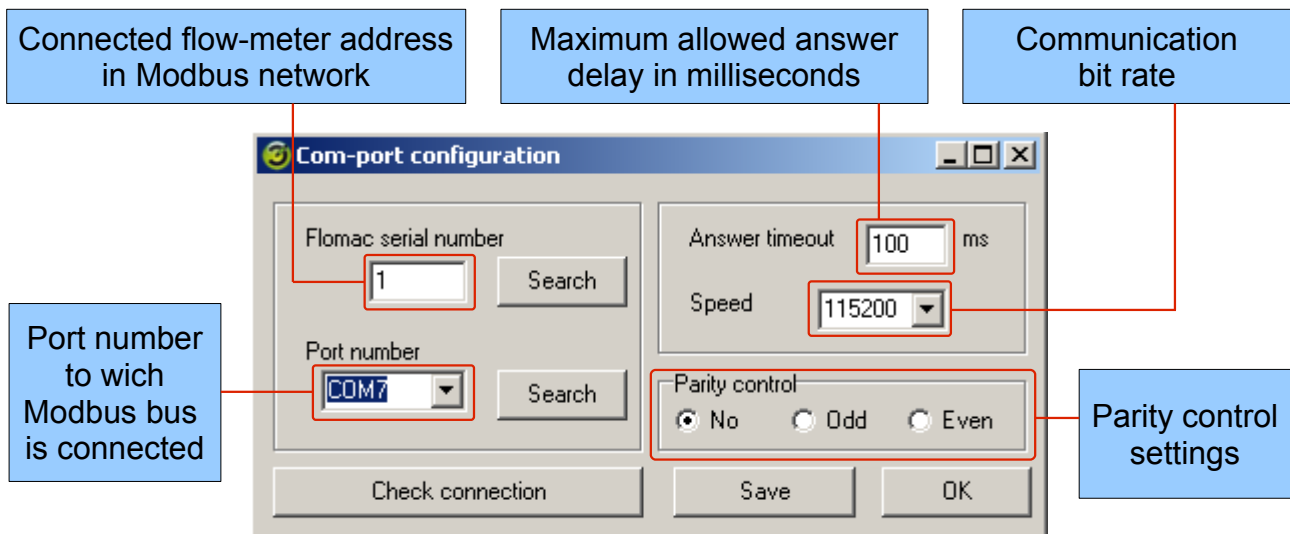 Connected flow-meter address
in Modbus network
Maximum allowed answer
delay in milliseconds
Communication
bit rate
Com-port configuration
Flomac serial number
1
Search
Answer timeout
100
ms
Speed
115200
Port number
to wich
Modbus bus
is connected
Port number
COM7
Search
Parity control
No
Odd
Even
Parity control
settings
Check connection
Save
OK